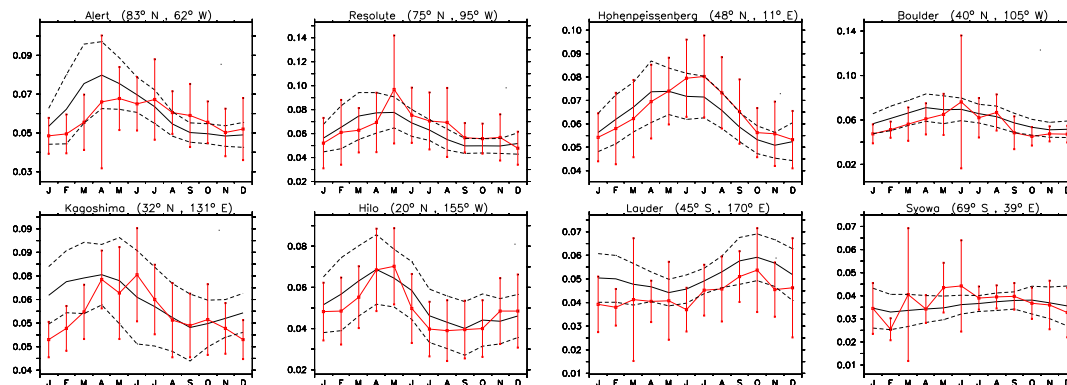 Alert (83° N , 62° W)
0.09
0.07
0.05
0.03
J F M A M J J A S O N D
Resolute (75° N , 95° W)
0.14
0.12
0.10
0.08
0.06
0.04
0.02
J F M A M J J A S O N D
Hohenpeissenberg (48° N , 11° E)
0.10
0.09
0.08
0.07
0.06
0.05
0.04
J F M A M J J A S O N D
Boulder (40° N , 105° W)
0.14
0.10
0.06
0.02
J F M A M J J A S O N D
Kagoshima (32° N , 131° E)
0.09
0.08
0.06
0.05
0.04
J F M A M J J A S O N D
Hilo (20° N , 155° W)
0.08
0.06
0.04
0.02
J F M A M J J A S O N D
Lauder (45° S , 170° E)
0.07
0.06
0.05
0.04
0.03
0.02
0.01
J F M A M J J A S O N D
Syowa (69° S , 39° E)
0.07
0.06
0.05
0.04
0.03
0.02
0.01
J F M A M J J A S O N D